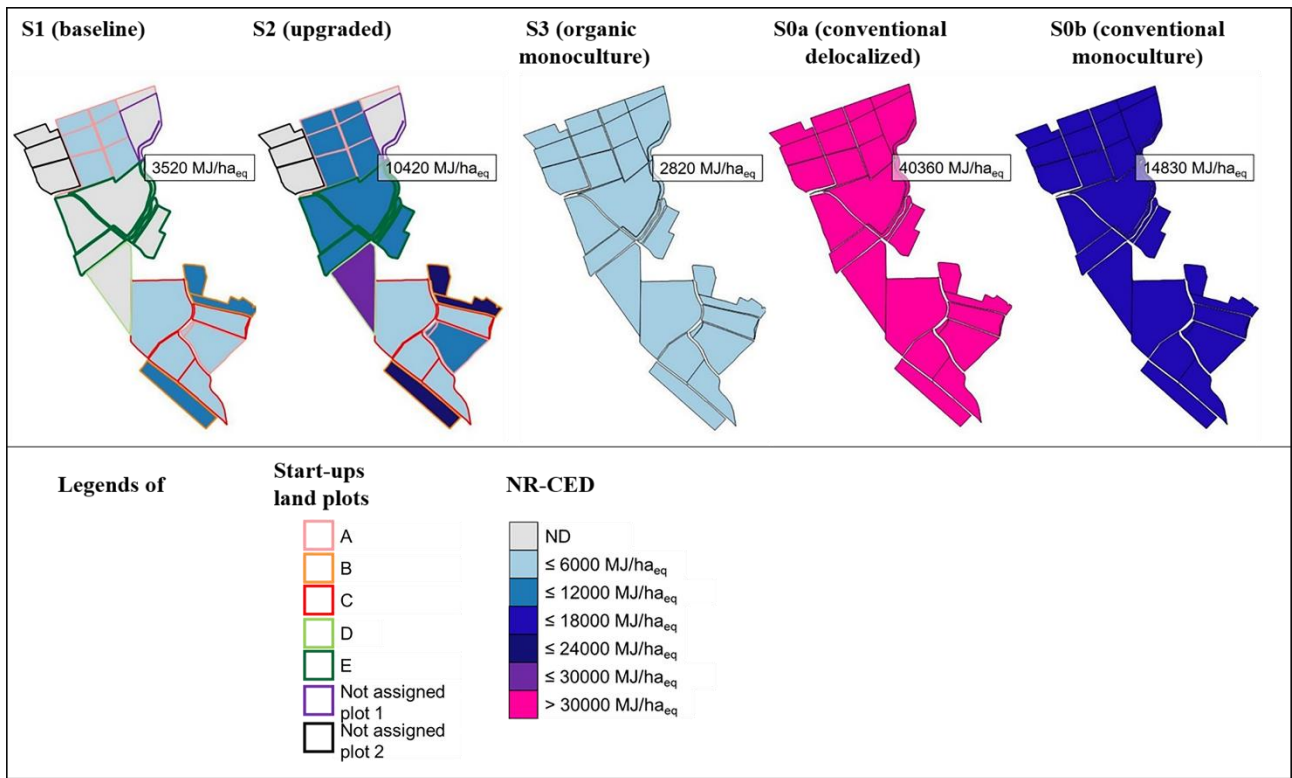 S1 (baseline)
S2 (upgraded)
S3 (organic
monoculture)
S0a (conventional
delocalized)
S0b (conventional
monoculture)
3520 MJ/haeq
10420 MJ/haeq
2820 MJ/haeq
40360 MJ/haeq
14830 MJ/haeq
Legends of
Start-ups
land plots
A
B
C
D
E
Not assigned
plot 1
Not assigned
plot 2
NR-CED
ND
≤ 6000 MJ/haeq
≤ 12000 MJ/haeq
≤ 18000 MJ/haeq
≤ 24000 MJ/haeq
≤ 30000 MJ/haeq
> 30000 MJ/haeq